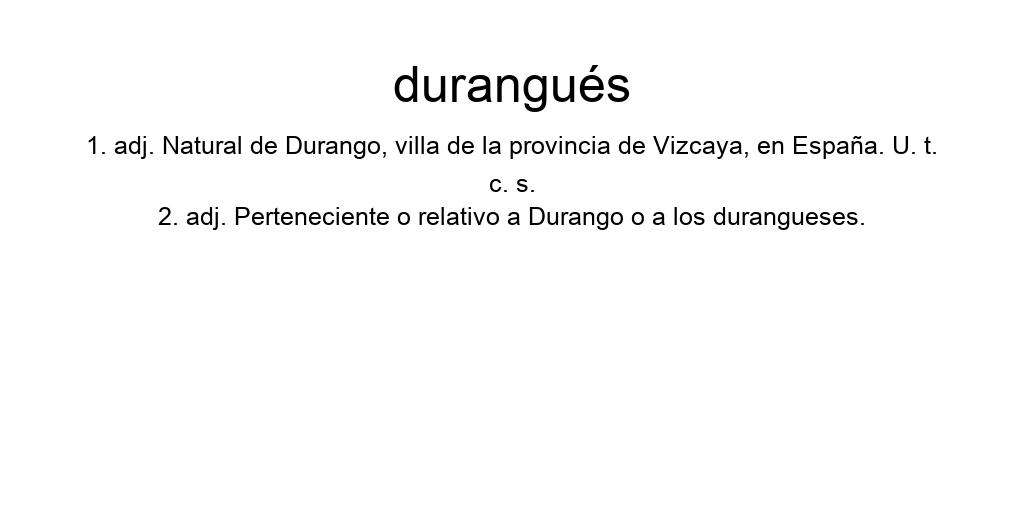 durangués
1. adj. Natural de Durango, villa de la provincia de Vizcaya, en España. U. t.
c. s.
2. adj. Perteneciente o relativo a Durango o a los durangueses.